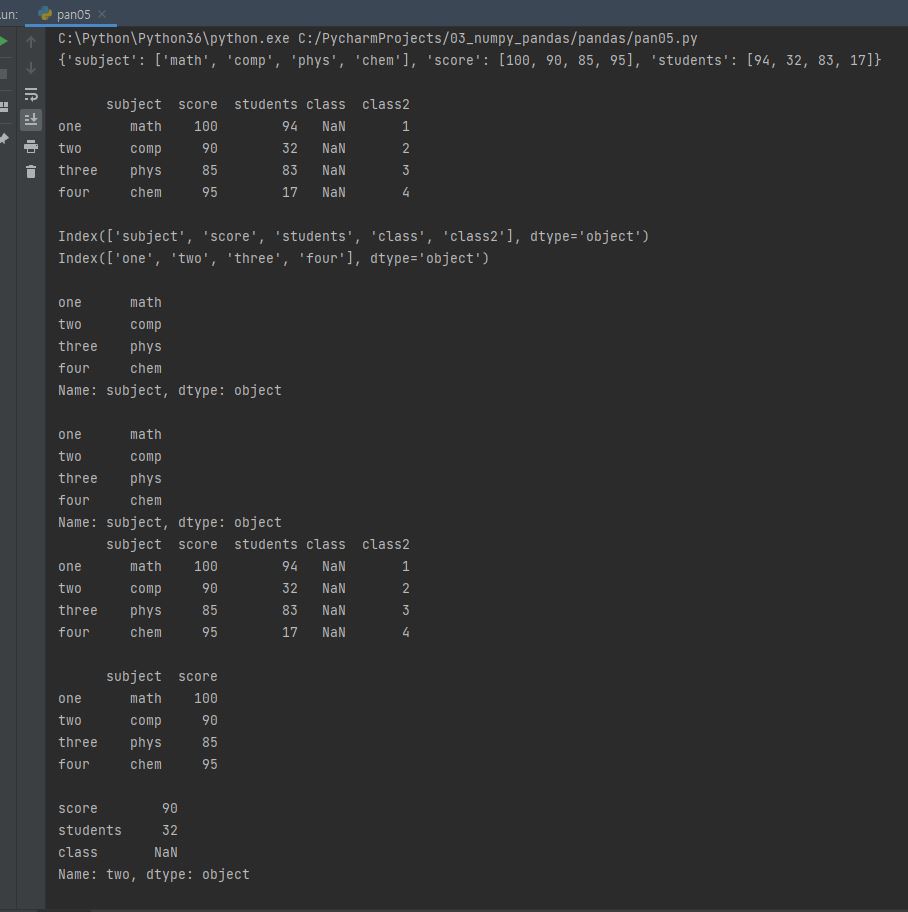 un: pan05
C:\Python\Python36\python.exe C:/PycharmProjects/03_numpy_pandas/pandas/pan05.py
{'subject': ['math', 'comp', 'phys', 'chem'], 'score': [100, 90, 85, 95], 'students': [94, 32, 83, 17]}
      subject  score  students class  class2
one      math    100        94   NaN       1
two      comp     90        32   NaN       2
three    phys     85        83   NaN       3
four     chem     95        17   NaN       4
Index(['subject', 'score', 'students', 'class', 'class2'], dtype='object')
Index(['one', 'two', 'three', 'four'], dtype='object')
one      math
two      comp
three    phys
four     chem
Name: subject, dtype: object
one      math
two      comp
three    phys
four     chem
Name: subject, dtype: object
      subject  score  students class  class2
one      math    100        94   NaN       1
two      comp     90        32   NaN       2
three    phys     85        83   NaN       3
four     chem     95        17   NaN       4
      subject  score
one      math    100
two      comp     90
three    phys     85
four     chem     95
score        90
students     32
class       NaN
Name: two, dtype: object